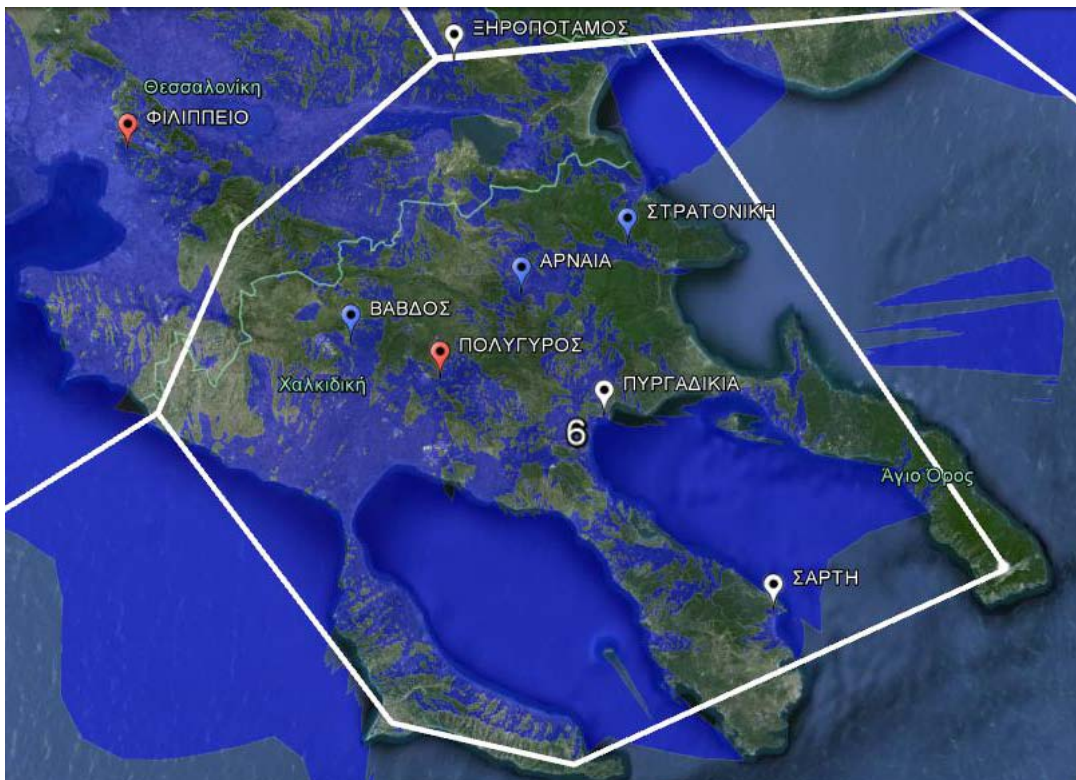 ΞΗΡΟΠΟΤΑΜΟΣ
Θεσσαλονίκη
ΦΙΛΙΠΠΕΙΟ
ΣΤΡΑΤΟΝΙΚΗ
ΑΡΝΑΙΑ
ΒΑΒΔΟΣ
ΠΟΛΥΓΥΡΟΣ
Χαλκιδική
ΠΥΡΓΑΔΙΚΙΑ
6
Άγιο Όρος
ΣΑΡΤΗ